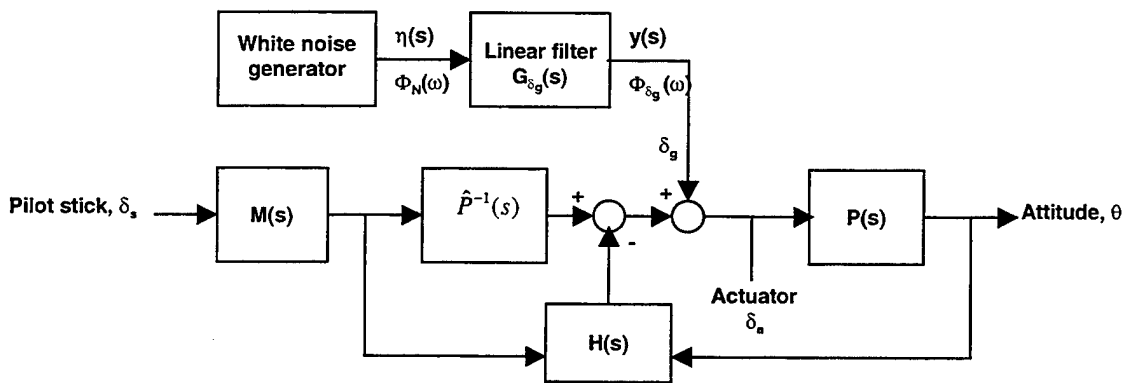 White noise
generator
η(s)
Φ_N(ω)
Linear filter
G_δg(s)
y(s)
Φ_δg(ω)
δ_g
Pilot stick, δ_s
M(s)
P̂⁻¹(s)
+
-
+
P(s)
Attitude, θ
Actuator
δ_a
H(s)